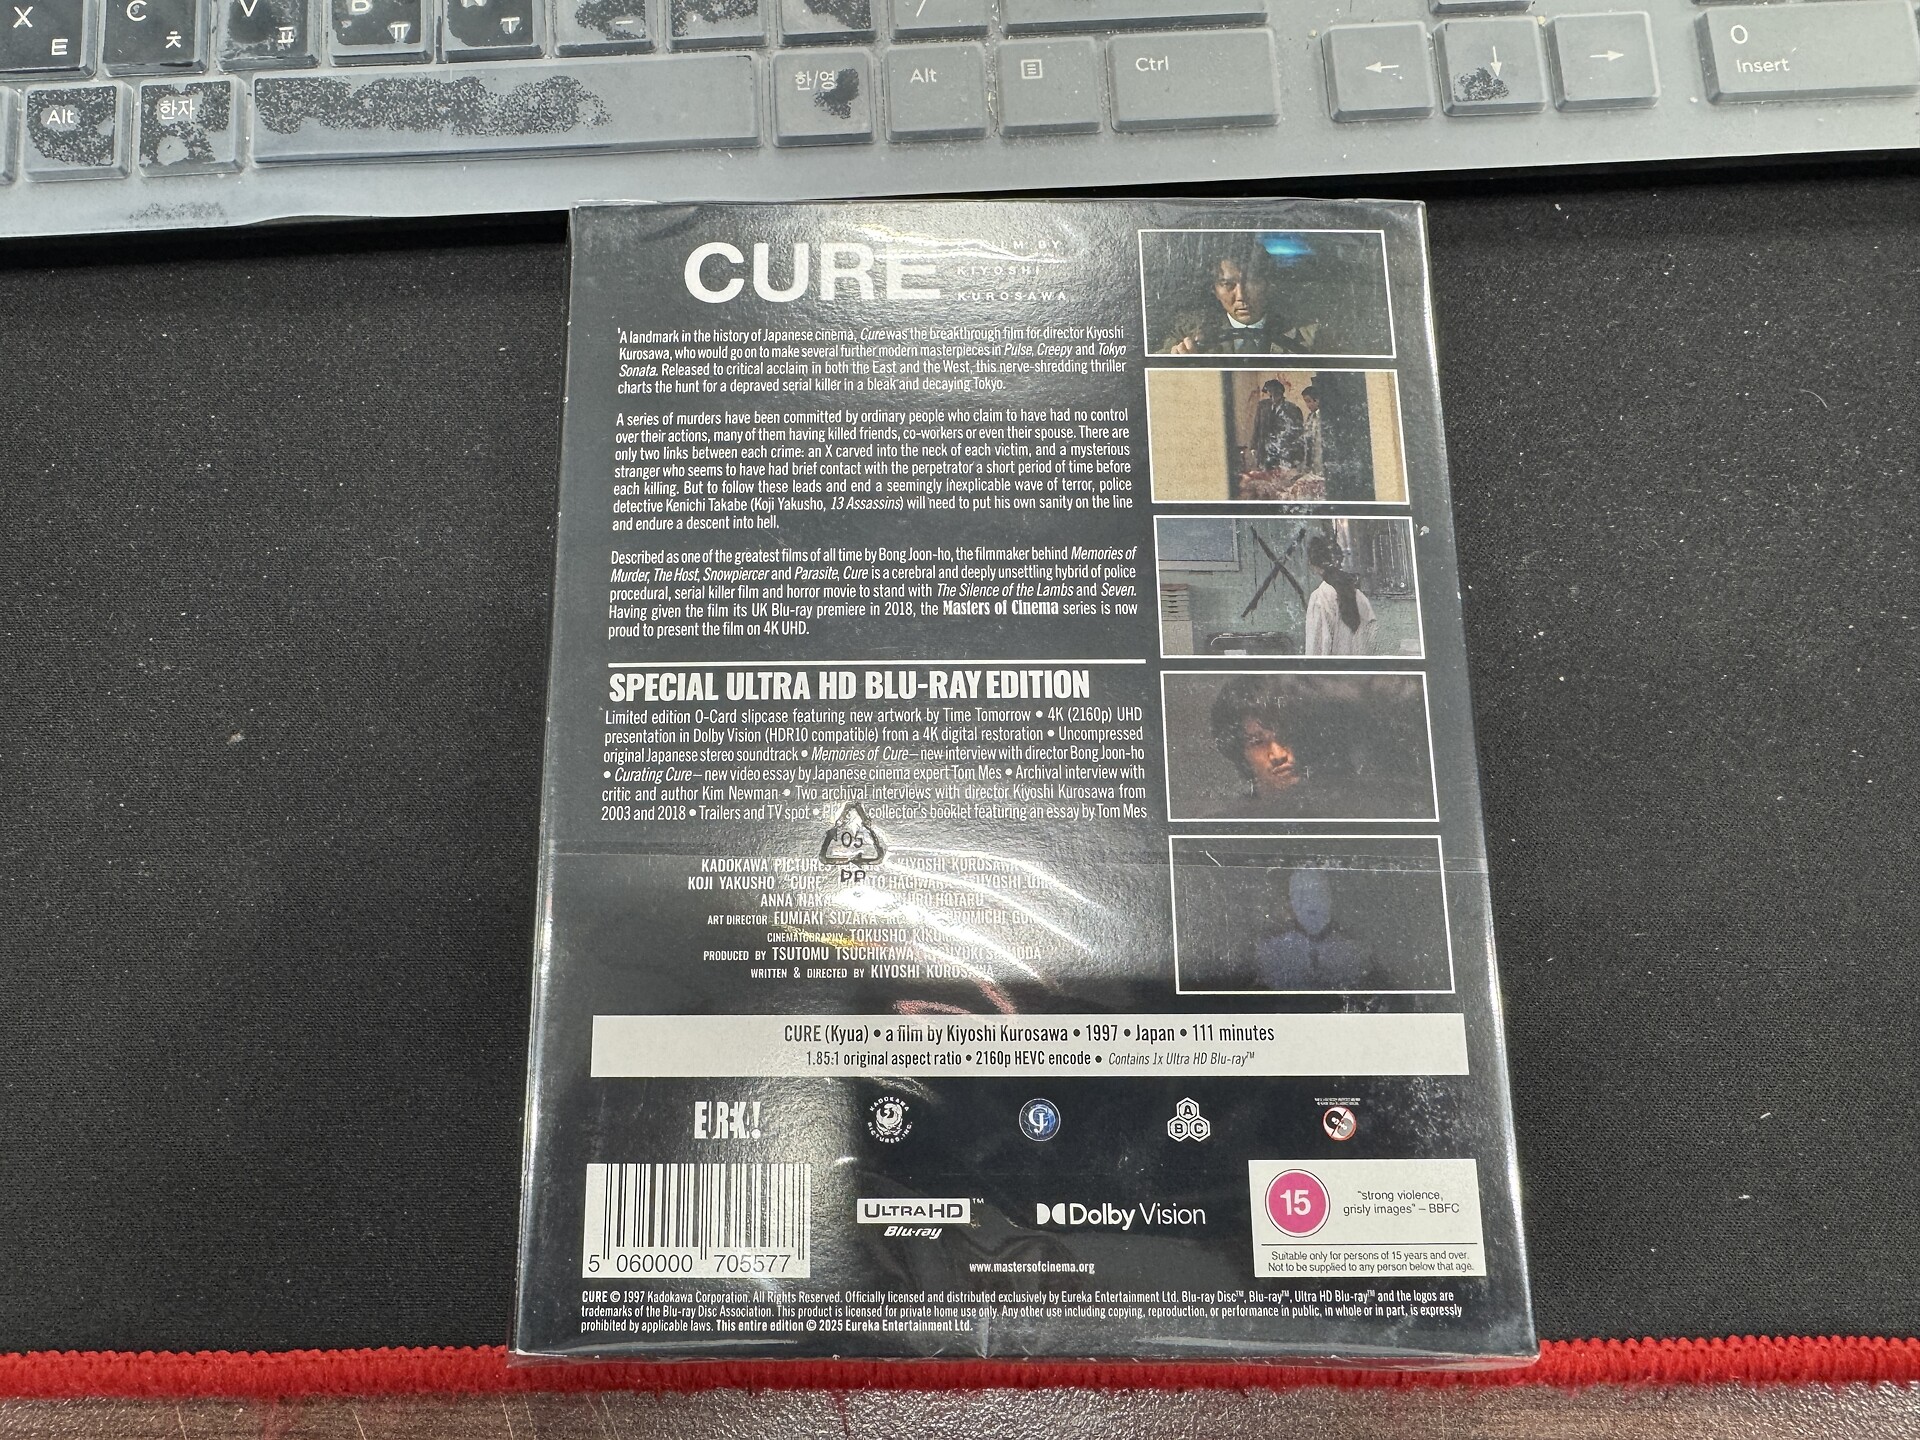 X
ㅌ
C
ㅊ
V
ㅍ
ㅠ
ㅜ
/
Alt
한자
한/영
Alt
Ctrl
←
↓
→
0
Insert
CURE
FILM BY
KIYOSHI
KUROSAWA
A landmark in the history of Japanese cinema, Cure was the breakthrough film for director Kiyoshi
Kurosawa, who would go on to make several further modern masterpieces in Pulse, Creepy and Tokyo
Sonata. Released to critical acclaim in both the East and the West, this nerve-shredding thriller
charts the hunt for a depraved serial killer in a bleak and decaying Tokyo.
A series of murders have been committed by ordinary people who claim to have had no control
over their actions, many of them having killed friends, co-workers or even their spouse. There are
only two links between each crime: an X carved into the neck of each victim, and a mysterious
stranger who seems to have had brief contact with the perpetrator a short period of time before
each killing. But to follow these leads and end a seemingly inexplicable wave of terror, police
detective Kenichi Takabe (Koji Yakusho, 13 Assassins) will need to put his own sanity on the line
and endure a descent into hell.
Described as one of the greatest films of all time by Bong Joon-ho, the filmmaker behind Memories of
Murder, The Host, Snowpiercer and Parasite, Cure is a cerebral and deeply unsettling hybrid of police
procedural, serial killer film and horror movie to stand with The Silence of the Lambs and Seven.
Having given the film its UK Blu-ray premiere in 2018, the Masters of Cinema series is now
proud to present the film on 4K UHD.
SPECIAL ULTRA HD BLU-RAY EDITION
Limited edition O-Card slipcase featuring new artwork by Time Tomorrow • 4K (2160p) UHD
presentation in Dolby Vision (HDR10 compatible) from a 4K digital restoration • Uncompressed
original Japanese stereo soundtrack • Memories of Cure – new interview with director Bong Joon-ho
• Curating Cure – new video essay by Japanese cinema expert Tom Mes • Archival interview with
critic and author Kim Newman • Two archival interviews with director Kiyoshi Kurosawa from
2003 and 2018 • Trailers and TV spot • collector's booklet featuring an essay by Tom Mes
05
PP
KADOKAWA PICTURES KIYOSHI KUROSAWA
KOJI YAKUSHO "CURE" HAGIWARA TSUYOSHI
ANNA HOTARU
ART DIRECTOR FUMIAKI SUZAKA
CINEMATOGRAPHY TOKUSHO
PRODUCED BY TSUTOMU TSUCHIKAWA,
WRITTEN & DIRECTED BY KIYOSHI KUROSAWA
CURE (Kyua) • a film by Kiyoshi Kurosawa • 1997 • Japan • 111 minutes
1.85:1 original aspect ratio • 2160p HEVC encode • Contains 1x Ultra HD Blu-ray™
EUREKA!
KADOKAWA PICTURES, INC.
A
B C
5 060000 705577
ULTRA HD™
Blu-ray
Dolby Vision
15
"strong violence,
grisly images" – BBFC
Suitable only for persons of 15 years and over.
Not to be supplied to any person below that age.
www.mastersofcinema.org
CURE © 1997 Kadokawa Corporation. All Rights Reserved. Officially licensed and distributed exclusively by Eureka Entertainment Ltd. Blu-ray Disc™, Blu-ray™, Ultra HD Blu-ray™ and the logos are
trademarks of the Blu-ray Disc Association. This product is licensed for private home use only. Any other use including copying, reproduction, or performance in public, in whole or in part, is expressly
prohibited by applicable laws. This entire edition © 2025 Eureka Entertainment Ltd.